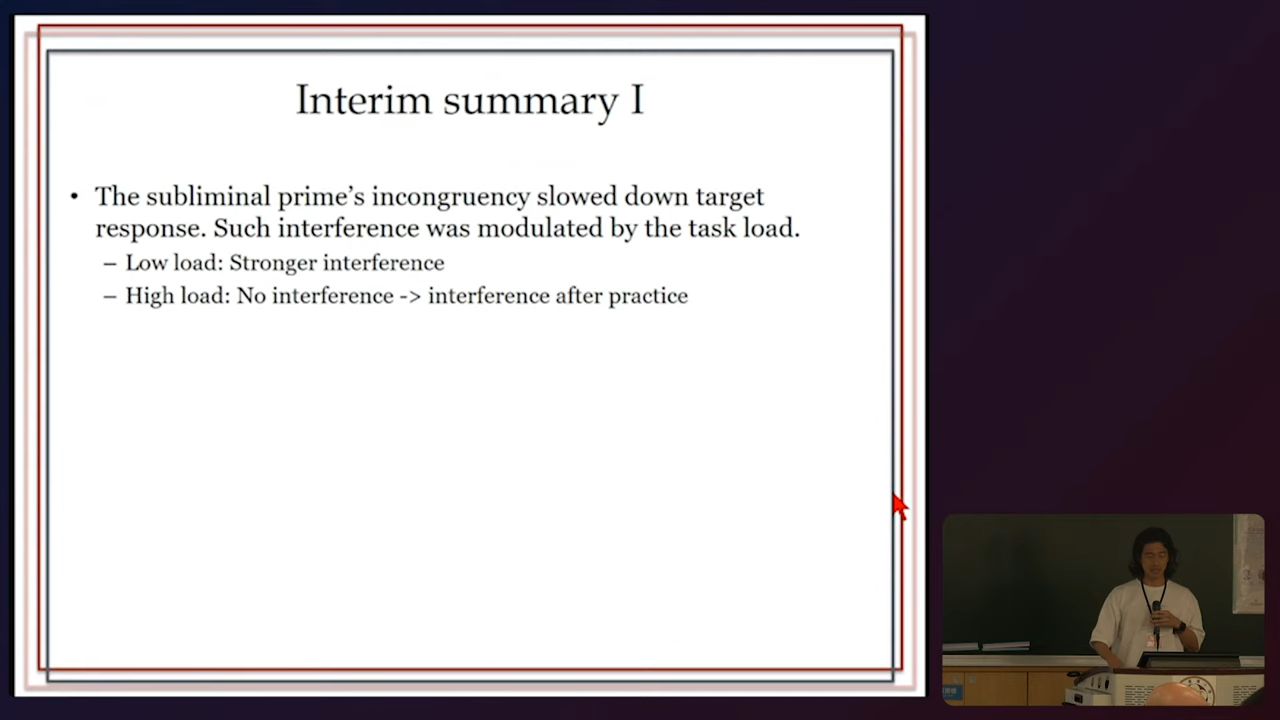 Interim summary I
• The subliminal prime’s incongruency slowed down target
response. Such interference was modulated by the task load.
– Low load: Stronger interference
– High load: No interference -> interference after practice